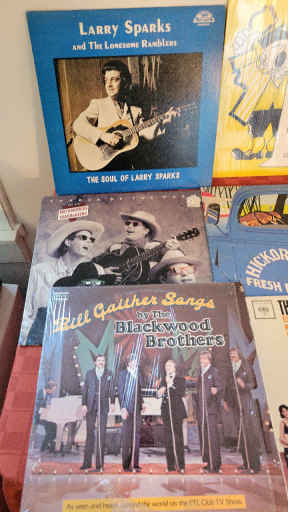 LARRY SPARKS
AND THE LONESOME RAMBLERS
THE SOUL OF LARRY SPARKS
HICKOR
FRESH
Bill Gaither Songs
by The
Blackwood
Brothers
As seen and heard around the world on the PTL Club T.V. Show.
TH